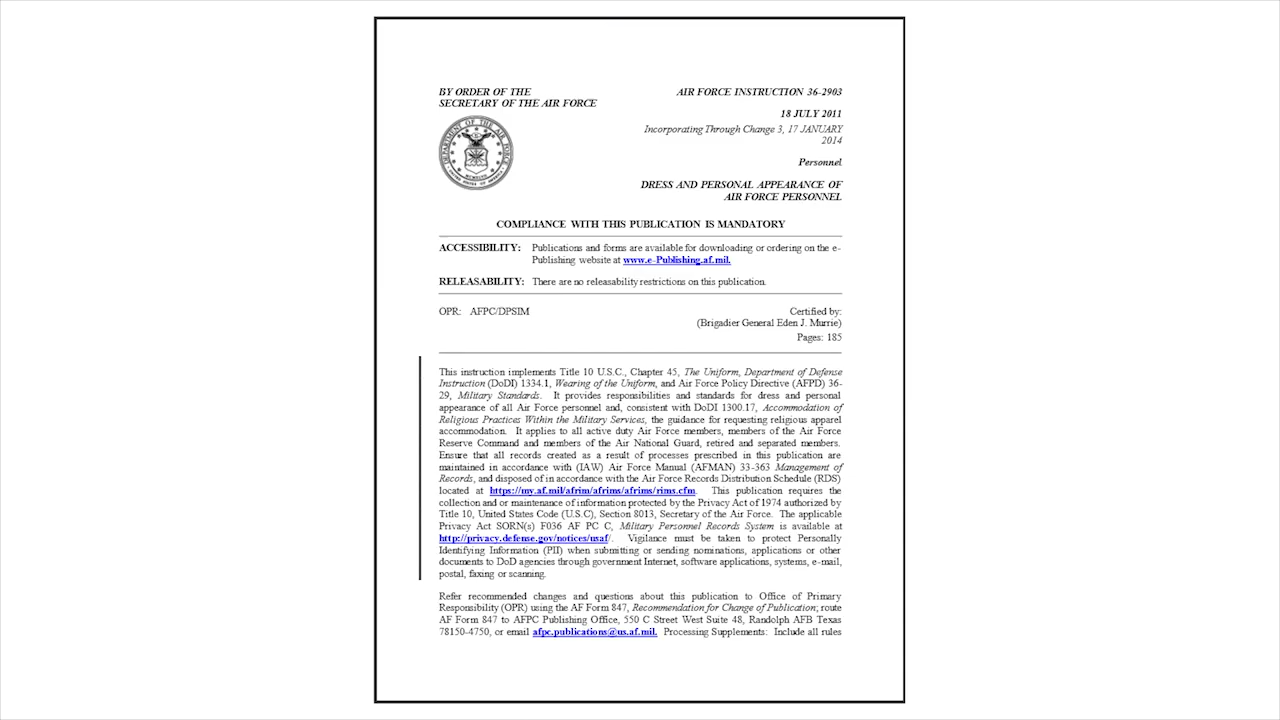 BY ORDER OF THE
SECRETARY OF THE AIR FORCE
AIR FORCE INSTRUCTION 36-2903
18 JULY 2011
Incorporating Through Change 3, 17 JANUARY
2014
Personnel
DRESS AND PERSONAL APPEARANCE OF
AIR FORCE PERSONNEL
DEPARTMENT OF THE AIR FORCE
UNITED STATES OF AMERICA
COMPLIANCE WITH THIS PUBLICATION IS MANDATORY
ACCESSIBILITY: Publications and forms are available for downloading or ordering on the e-
Publishing website at www.e-Publishing.af.mil.
RELEASABILITY: There are no releasability restrictions on this publication.
OPR: AFPC/DPSIM
Certified by:
(Brigadier General Eden J. Murrie)
Pages: 185
This instruction implements Title 10 U.S.C., Chapter 45, The Uniform, Department of Defense
Instruction (DoDI) 1334.1, Wearing of the Uniform, and Air Force Policy Directive (AFPD) 36-
29, Military Standards. It provides responsibilities and standards for dress and personal
appearance of all Air Force personnel and, consistent with DoDI 1300.17, Accommodation of
Religious Practices Within the Military Services, the guidance for requesting religious apparel
accommodation. It applies to all active duty Air Force members, members of the Air Force
Reserve Command and members of the Air National Guard, retired and separated members.
Ensure that all records created as a result of processes prescribed in this publication are
maintained in accordance with (IAW) Air Force Manual (AFMAN) 33-363 Management of
Records, and disposed of in accordance with the Air Force Records Distribution Schedule (RDS)
located at https://my.af.mil/afrim/afrims/afrims/rims.cfm. This publication requires the
collection and or maintenance of information protected by the Privacy Act of 1974 authorized by
Title 10, United States Code (U.S.C), Section 8013, Secretary of the Air Force. The applicable
Privacy Act SORN(s) F036 AF PC C, Military Personnel Records System is available at
http://privacy.defense.gov/notices/usaf/. Vigilance must be taken to protect Personally
Identifying Information (PII) when submitting or sending nominations, applications or other
documents to DoD agencies through government Internet, software applications, systems, e-mail,
postal, faxing or scanning.
Refer recommended changes and questions about this publication to Office of Primary
Responsibility (OPR) using the AF Form 847, Recommendation for Change of Publication; route
AF Form 847 to AFPC Publishing Office, 550 C Street West Suite 48, Randolph AFB Texas
78150-4750, or email afpc.publications@us.af.mil. Processing Supplements: Include all rules